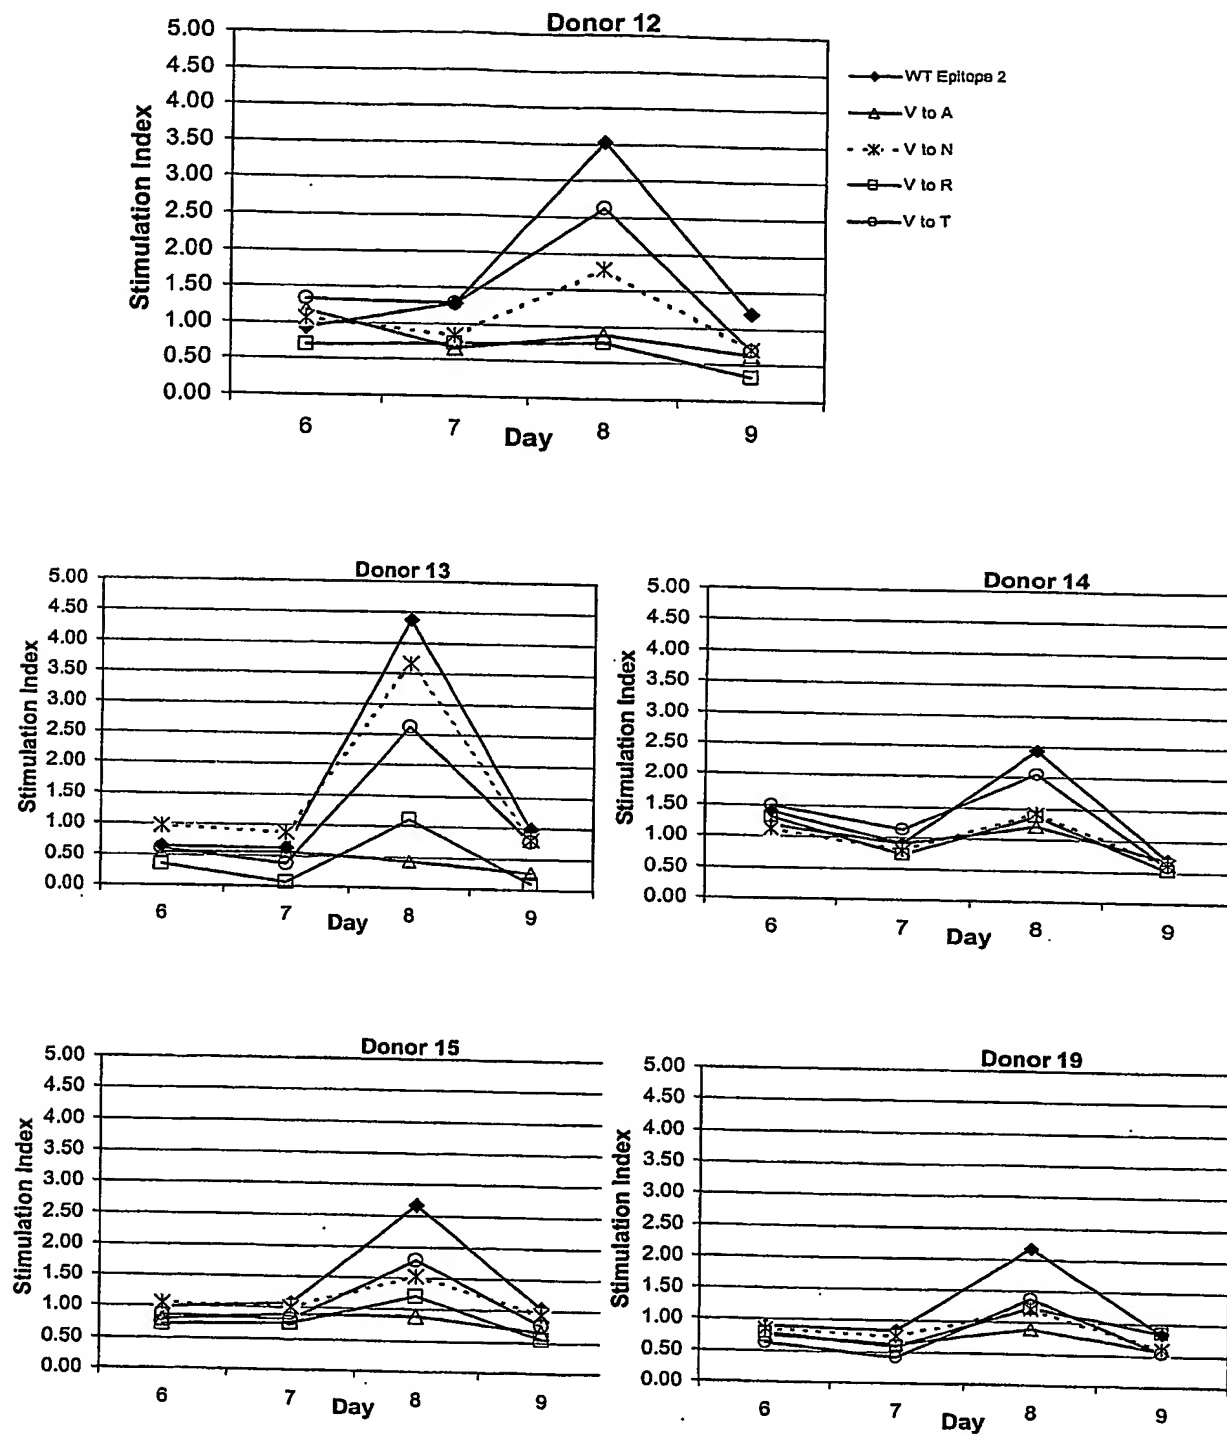 Donor 12
5.00
4.50
4.00
3.50
3.00
2.50
2.00
1.50
1.00
0.50
0.00
Stimulation Index
6 7 8 9
Day
WT Epitope 2
V to A
V to N
V to R
V to T
Donor 13
5.00
4.50
4.00
3.50
3.00
2.50
2.00
1.50
1.00
0.50
0.00
Stimulation Index
6 7 8 9
Day
Donor 14
5.00
4.50
4.00
3.50
3.00
2.50
2.00
1.50
1.00
0.50
0.00
Stimulation Index
6 7 8 9
Day
Donor 15
5.00
4.50
4.00
3.50
3.00
2.50
2.00
1.50
1.00
0.50
0.00
Stimulation Index
6 7 8 9
Day
Donor 19
5.00
4.50
4.00
3.50
3.00
2.50
2.00
1.50
1.00
0.50
0.00
Stimulation Index
6 7 8 9
Day